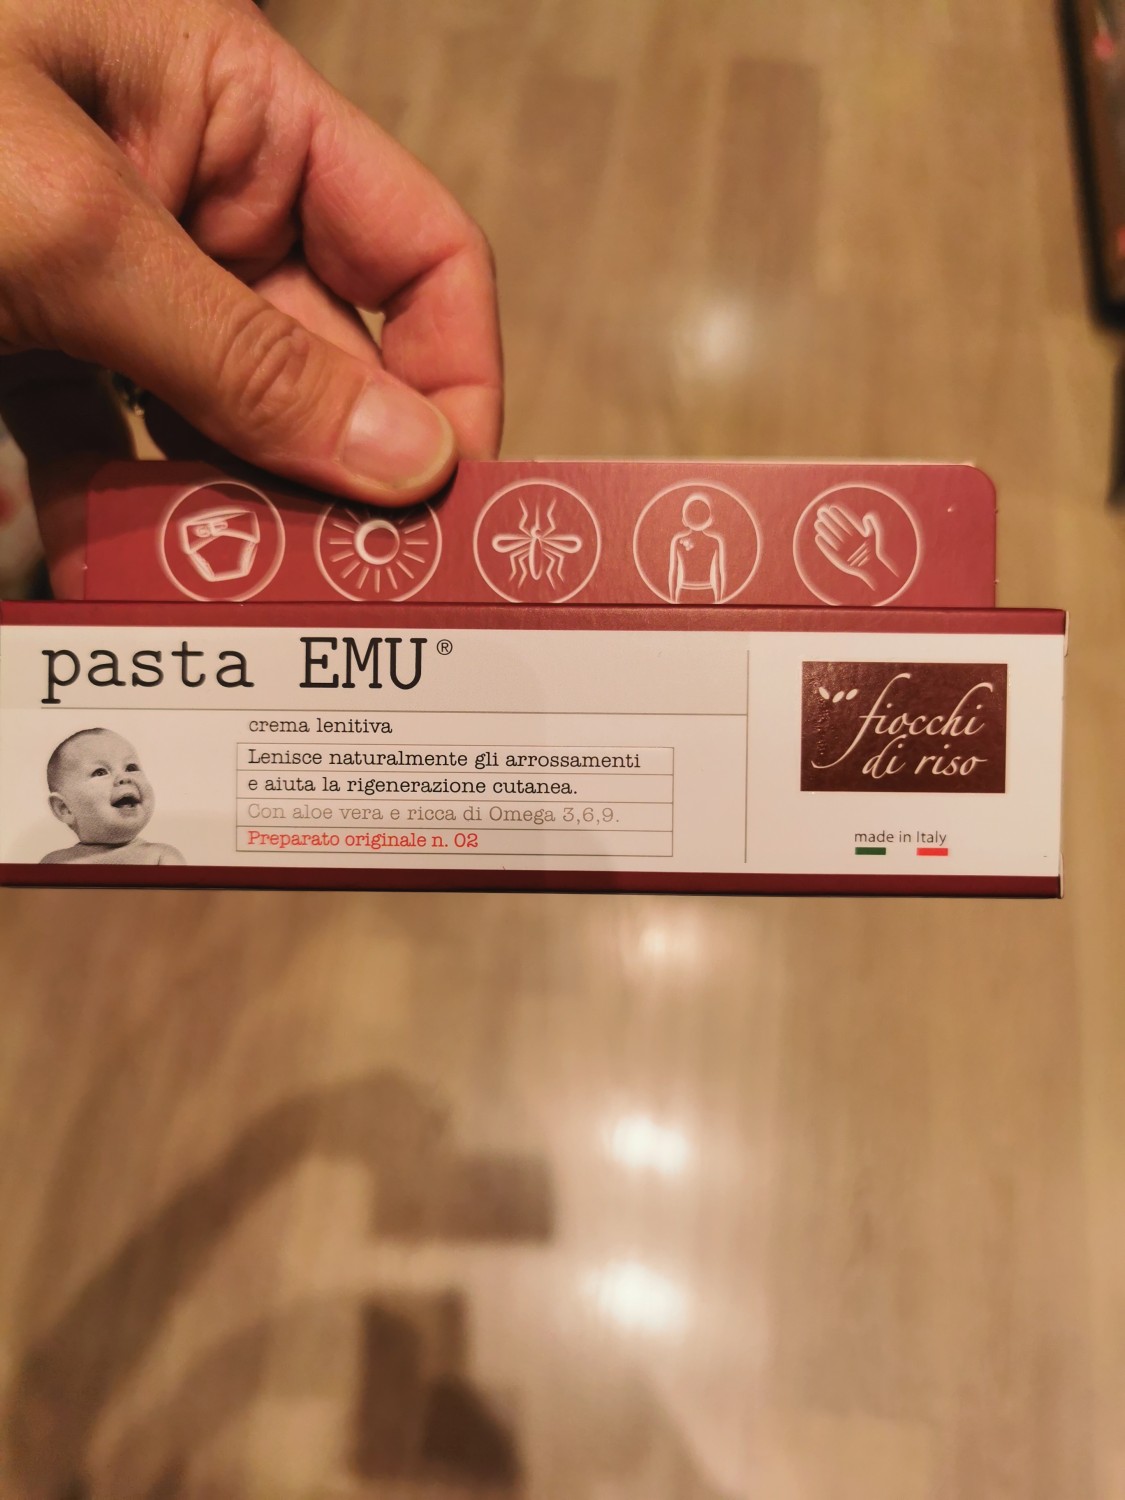 pasta EMU®
crema lenitiva
Lenisce naturalmente gli arrossamenti
e aiuta la rigenerazione cutanea.
Con aloe vera e ricca di Omega 3,6,9.
Preparato originale n. 02
fiocchi
di riso
made in Italy